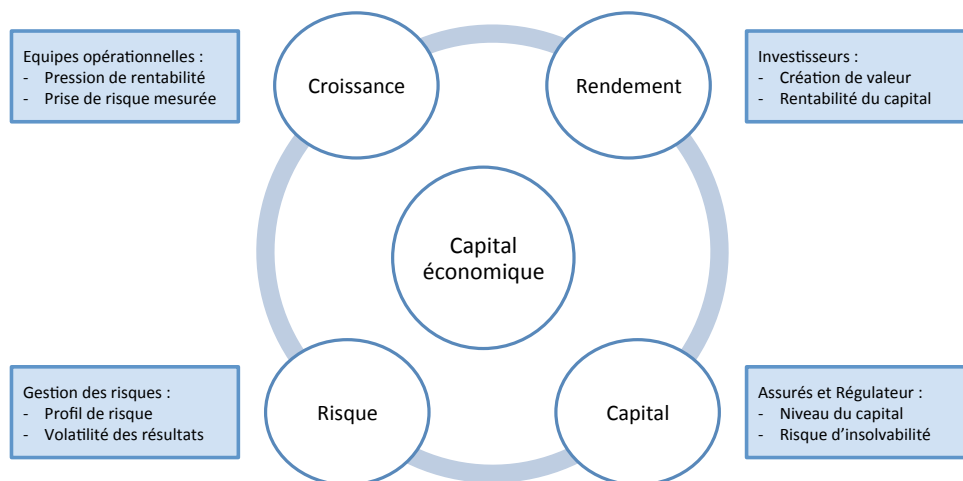 Equipes opérationnelles :
- Pression de rentabilité
- Prise de risque mesurée
Croissance
Rendement
Investisseurs :
- Création de valeur
- Rentabilité du capital
Capital
économique
Gestion des risques :
- Profil de risque
- Volatilité des résultats
Risque
Capital
Assurés et Régulateur :
- Niveau du capital
- Risque d’insolvabilité